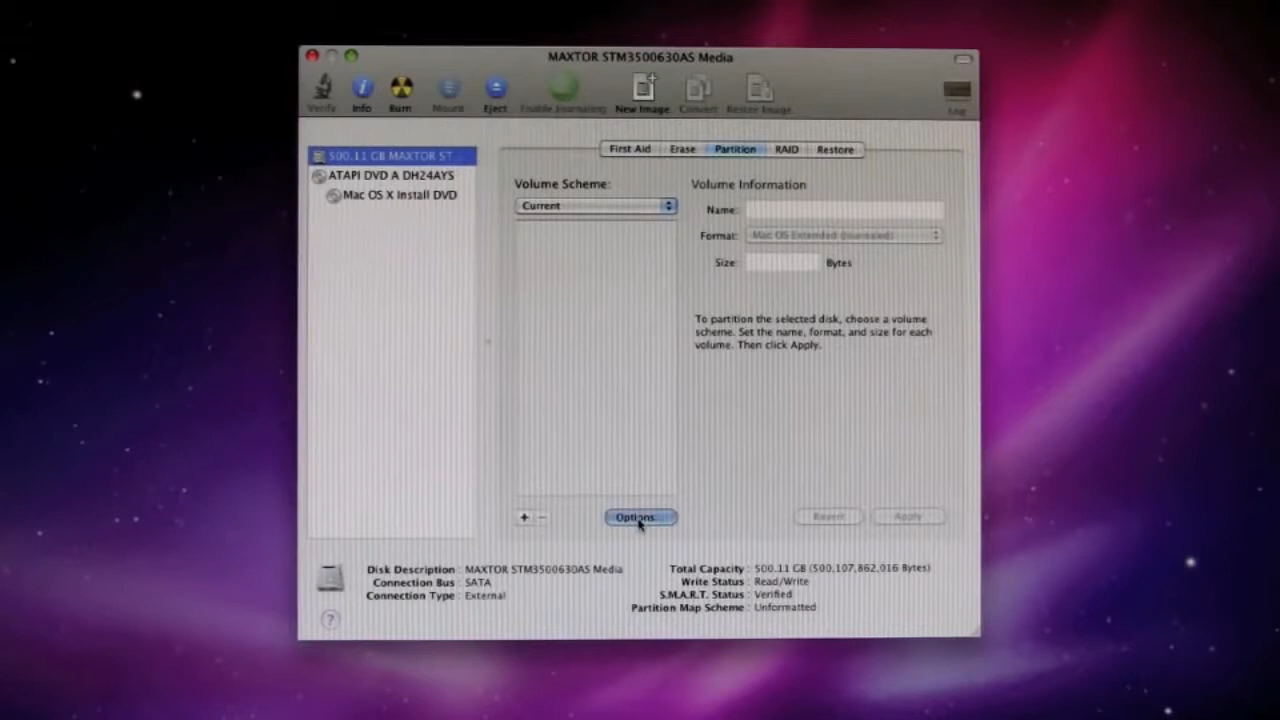 MAXTOR STM3500630AS Media
Verify Info Burn Mount Eject Enable Journaling New Image Convert Resize Image Log
First Aid Erase Partition RAID Restore
500.11 GB MAXTOR ST...
ATAPI DVD A DH24AYS
Mac OS X Install DVD
Volume Scheme:
Current
Volume Information
Name:
Format: Mac OS Extended (Journaled)
Size: Bytes
To partition the selected disk, choose a volume
scheme. Set the name, format, and size for each
volume. Then click Apply.
+ −
Options...
Revert Apply
Disk Description : MAXTOR STM3500630AS Media
Connection Bus : SATA
Connection Type : External
Total Capacity : 500.11 GB (500,107,862,016 Bytes)
Write Status : Read/Write
S.M.A.R.T. Status : Verified
Partition Map Scheme : Unformatted
?